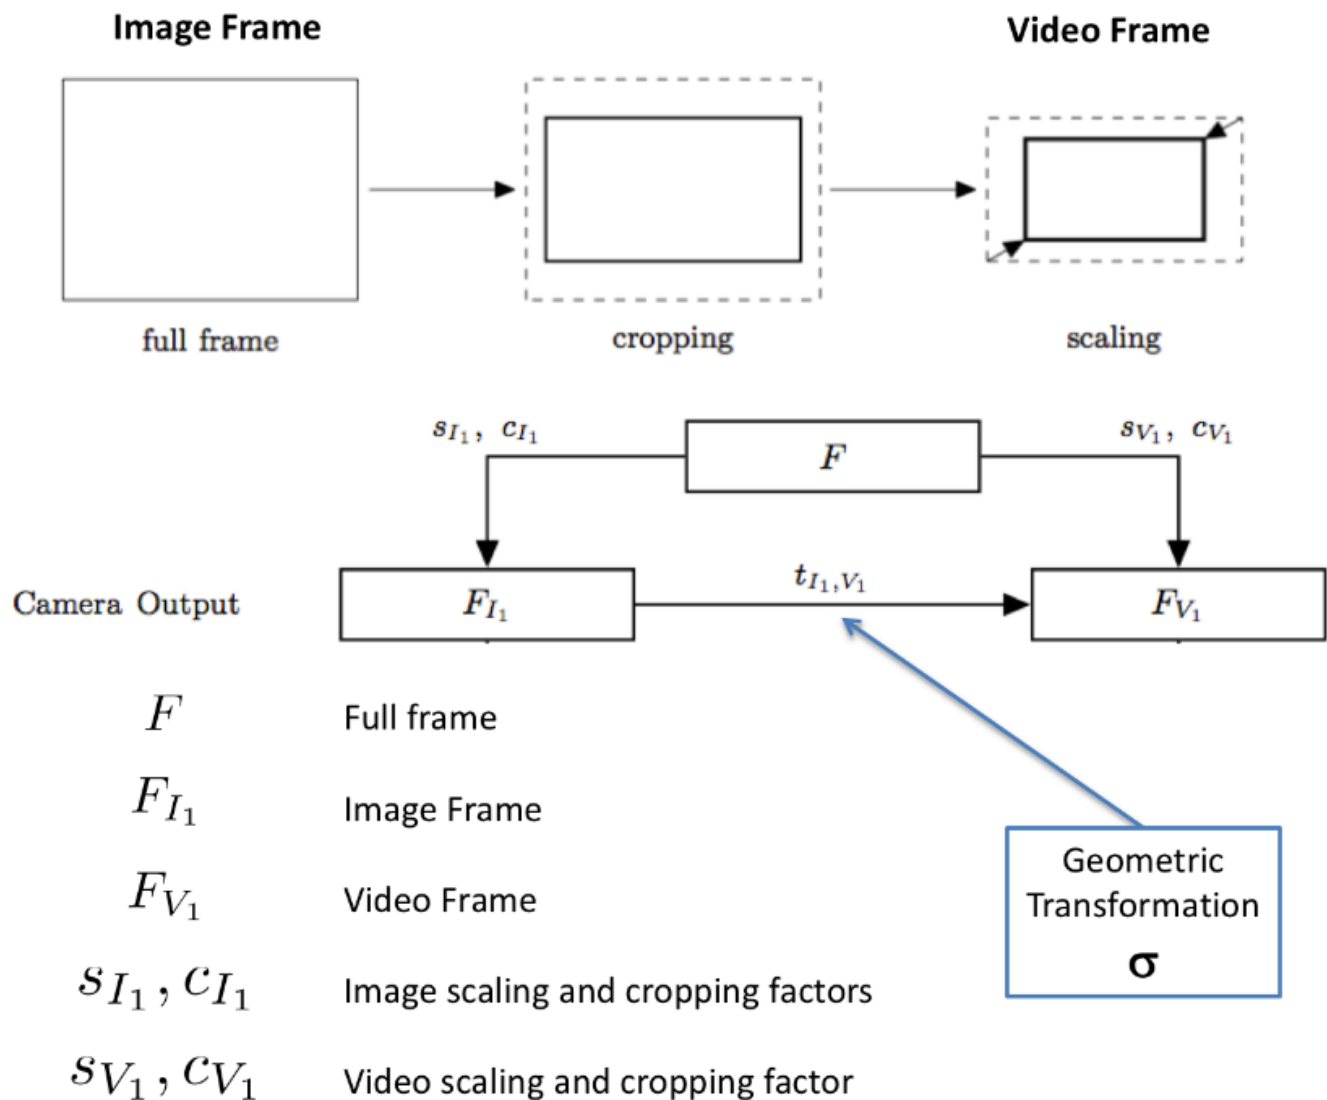 Image Frame
Video Frame
full frame
cropping
scaling
s_{I_1}, c_{I_1}
F
s_{V_1}, c_{V_1}
Camera Output
F_{I_1}
t_{I_1,V_1}
F_{V_1}
F Full frame
F_{I_1} Image Frame
F_{V_1} Video Frame
s_{I_1}, c_{I_1} Image scaling and cropping factors
s_{V_1}, c_{V_1} Video scaling and cropping factor
Geometric
Transformation
σ